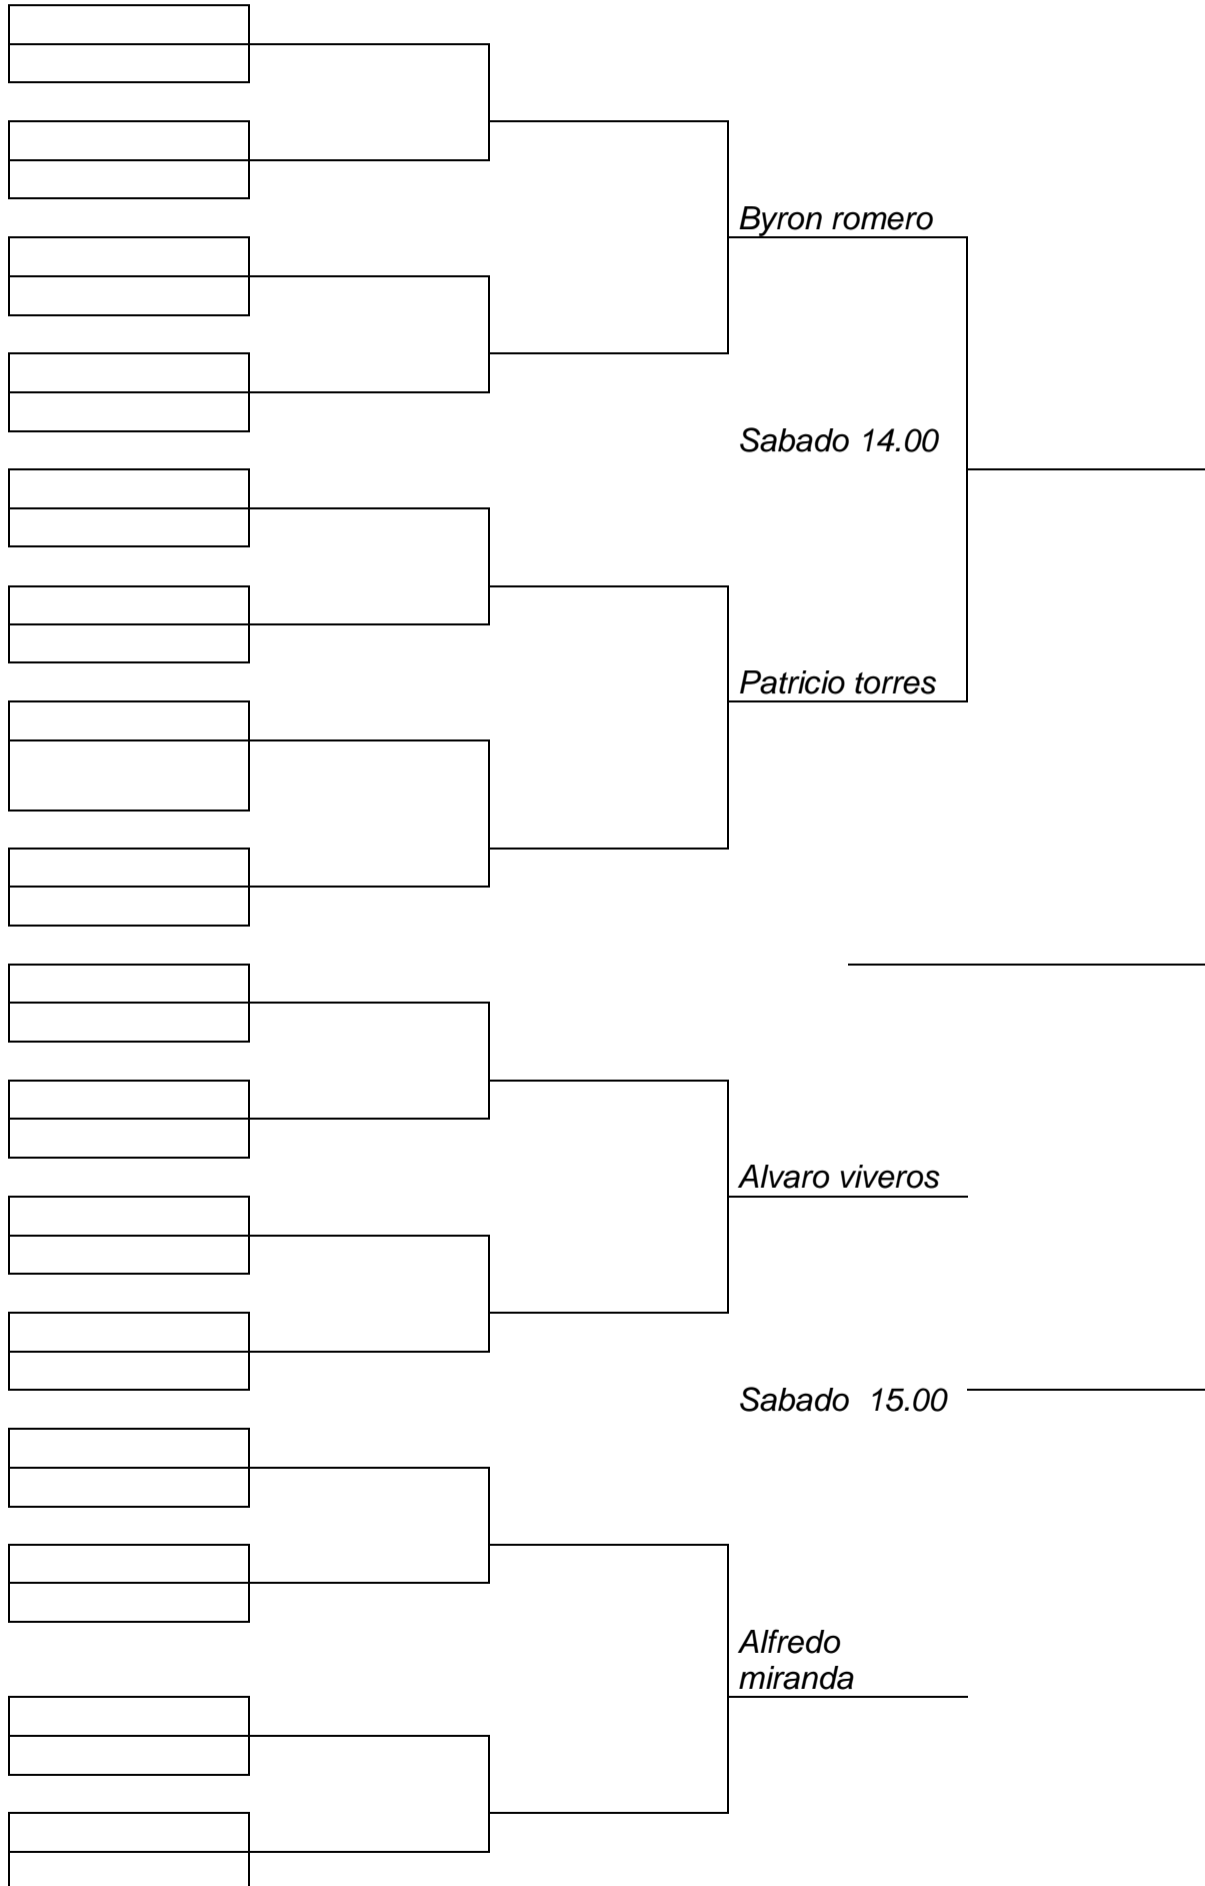 Byron romero
Sabado 14.00
Patricio torres
Alvaro viveros
Sabado  15.00
Alfredo
miranda